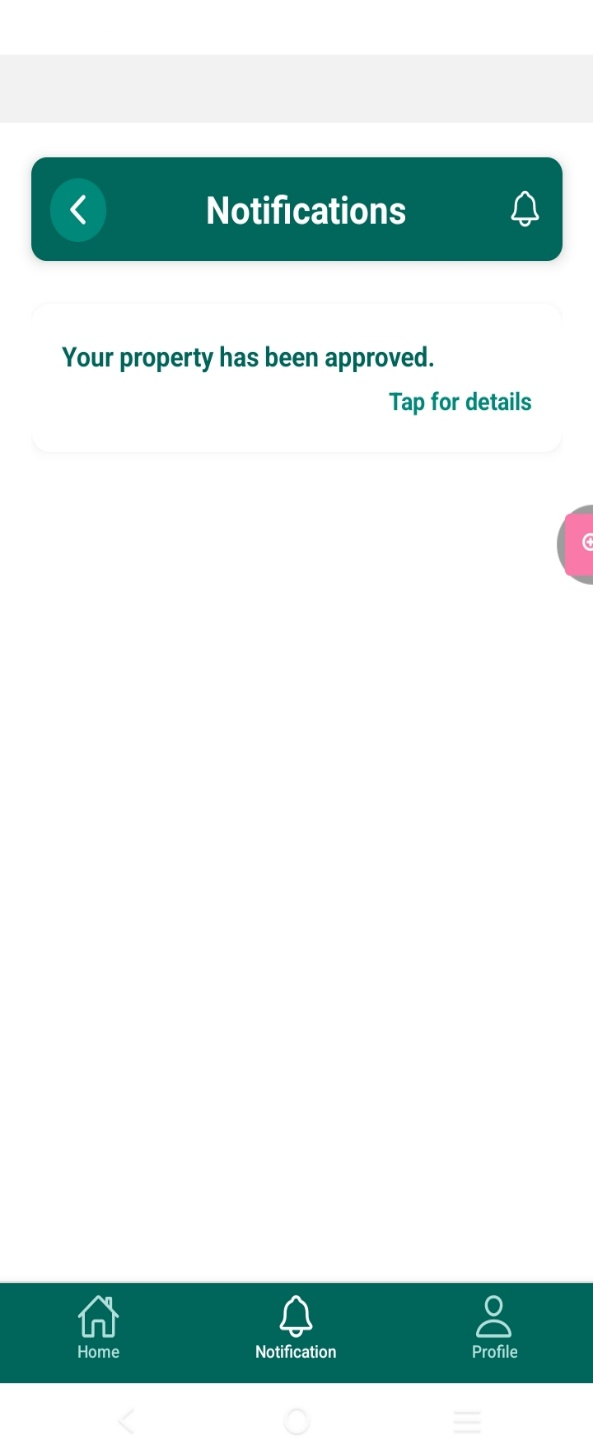 Notifications
Your property has been approved.
Tap for details
Home
Notification
Profile